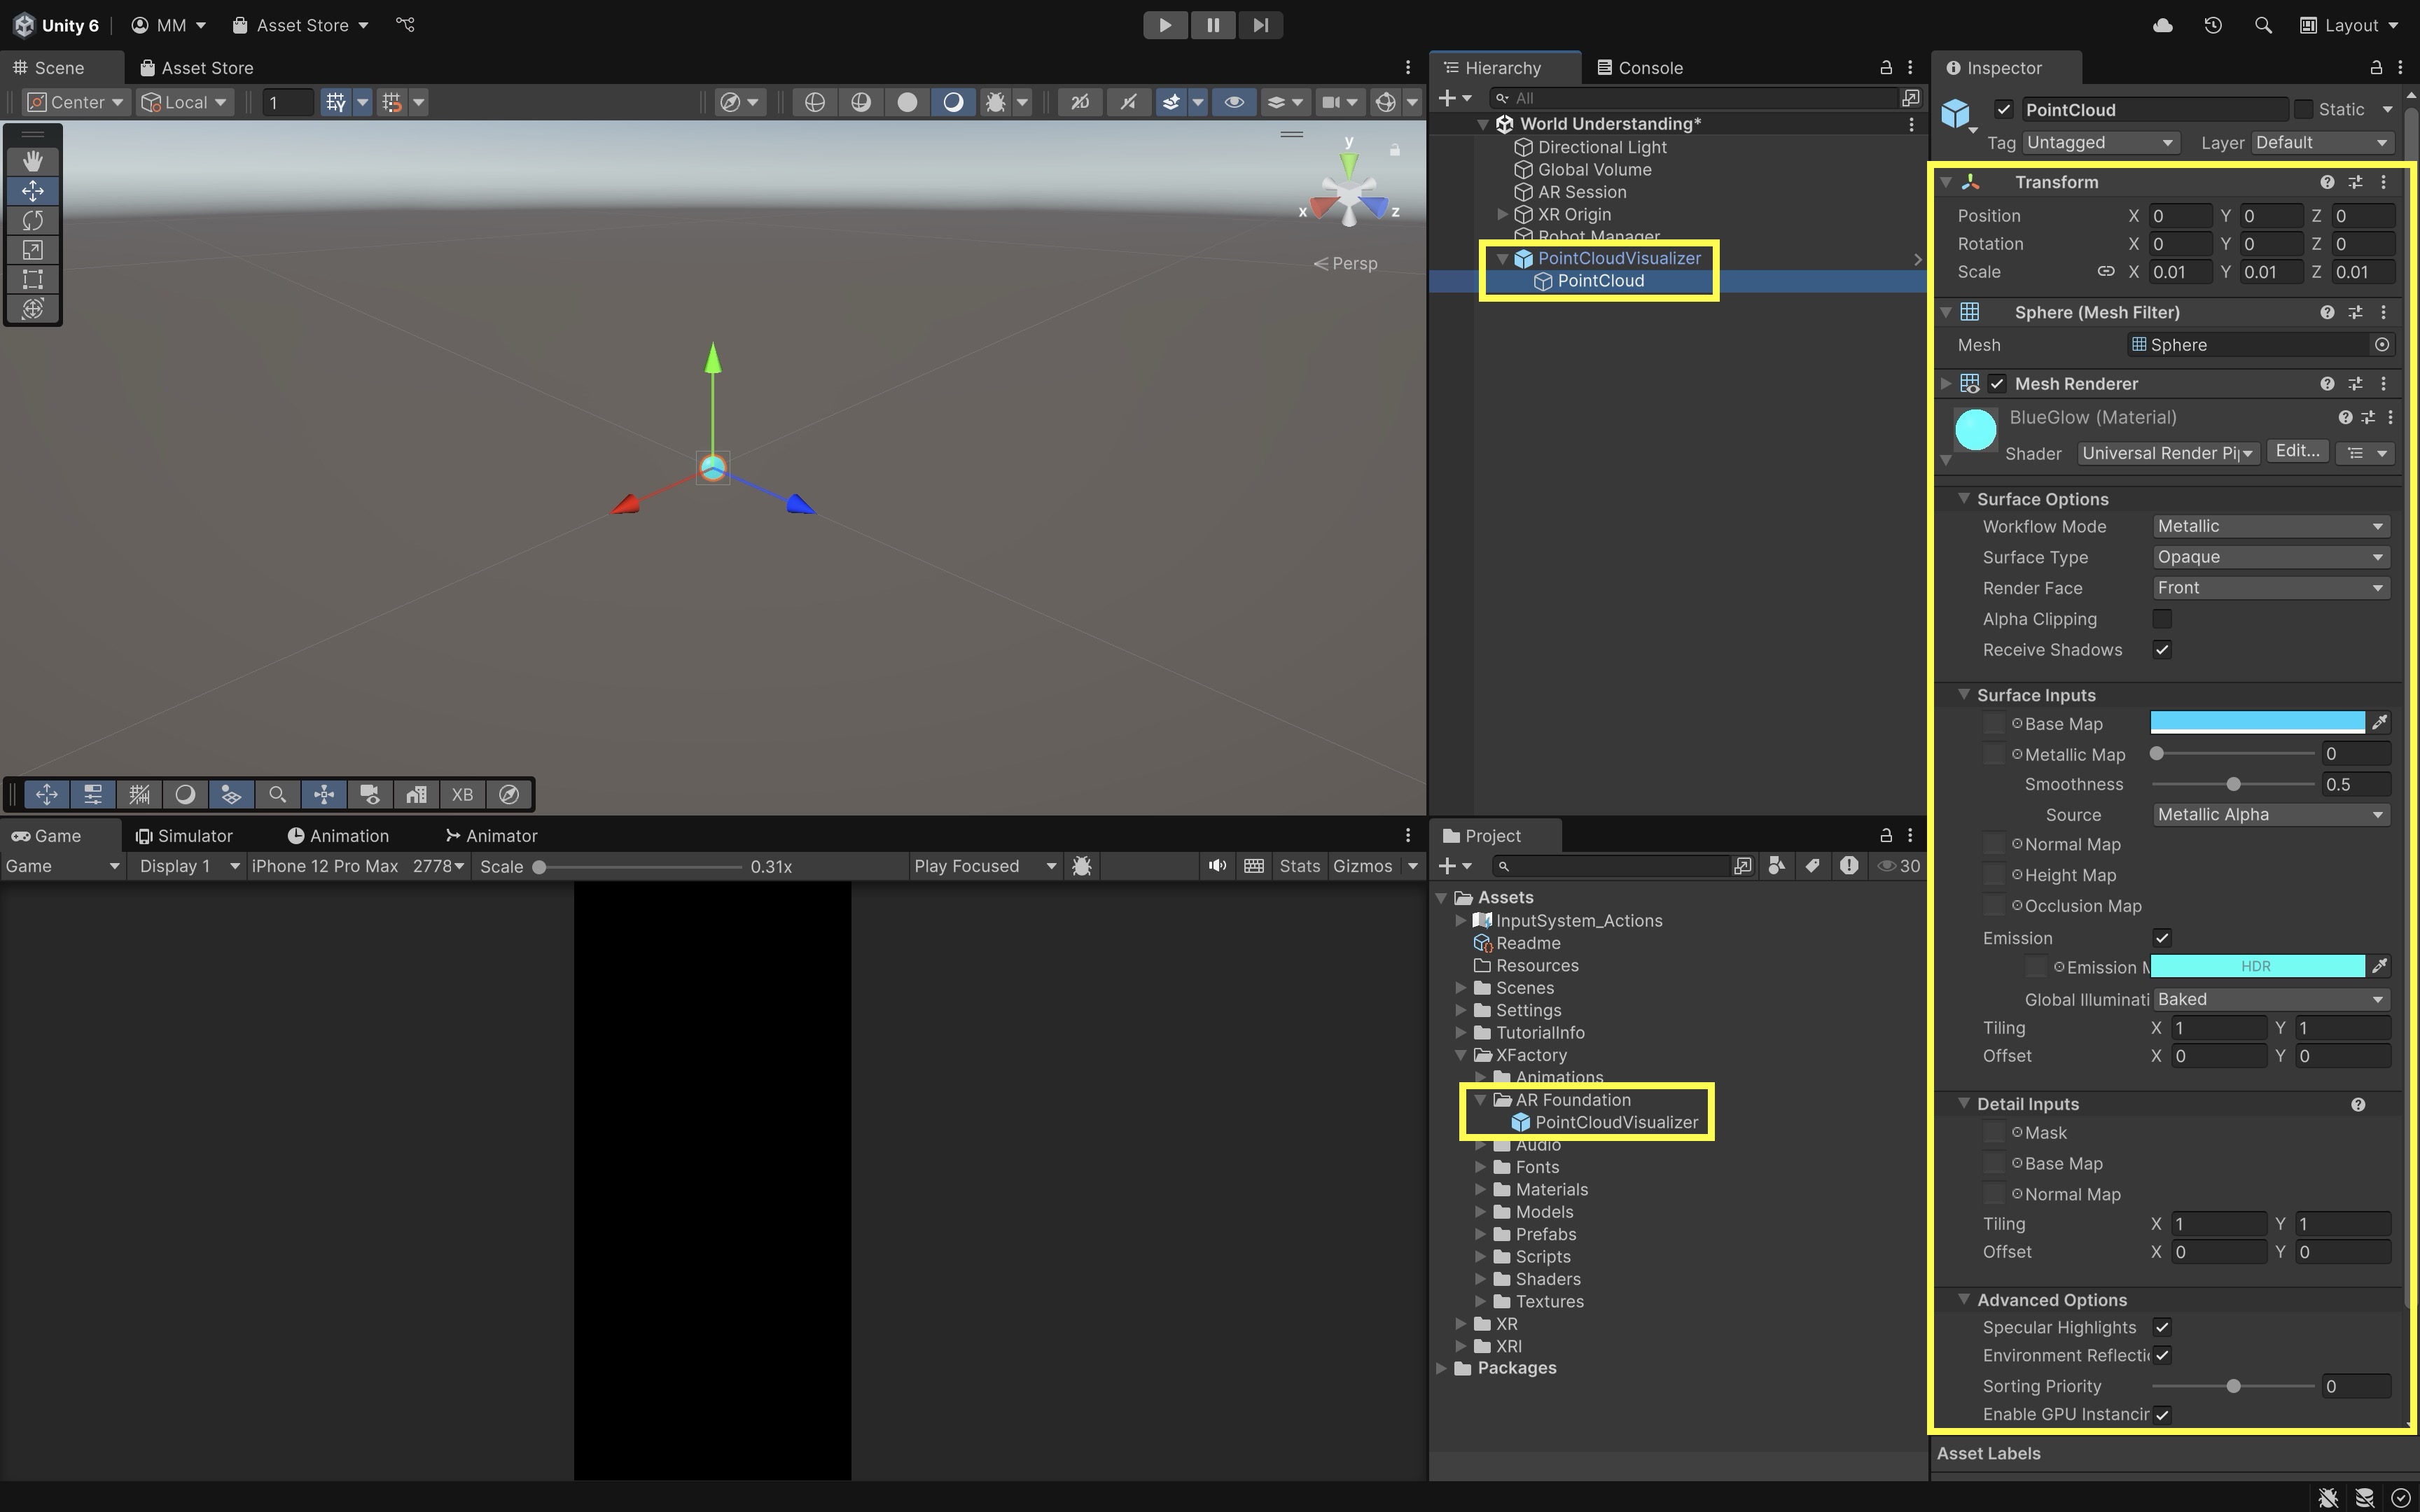 Unity 6 MM Asset Store Layout
Scene Asset Store
Center Local 1 2D
y
x z
Persp
XB
Game Simulator Animation Animator
Game Display 1 iPhone 12 Pro Max 2778 Scale 0.31x Play Focused Stats Gizmos
Hierarchy Console
All
World Understanding*
Directional Light
Global Volume
AR Session
XR Origin
Robot Manager
PointCloudVisualizer
PointCloud
Project
30
Assets
InputSystem_Actions
Readme
Resources
Scenes
Settings
TutorialInfo
XFactory
Animations
AR Foundation
PointCloudVisualizer
Audio
Fonts
Materials
Models
Prefabs
Scripts
Shaders
Textures
XR
XRI
Packages
Inspector
PointCloud Static
Tag Untagged Layer Default
Transform
Position X 0 Y 0 Z 0
Rotation X 0 Y 0 Z 0
Scale X 0.01 Y 0.01 Z 0.01
Sphere (Mesh Filter)
Mesh Sphere
Mesh Renderer
BlueGlow (Material)
Shader Universal Render Pi Edit...
Surface Options
Workflow Mode Metallic
Surface Type Opaque
Render Face Front
Alpha Clipping
Receive Shadows
Surface Inputs
Base Map
Metallic Map 0
Smoothness 0.5
Source Metallic Alpha
Normal Map
Height Map
Occlusion Map
Emission
Emission M HDR
Global Illuminati Baked
Tiling X 1 Y 1
Offset X 0 Y 0
Detail Inputs
Mask
Base Map
Normal Map
Tiling X 1 Y 1
Offset X 0 Y 0
Advanced Options
Specular Highlights
Environment Reflecti
Sorting Priority 0
Enable GPU Instancin
Asset Labels